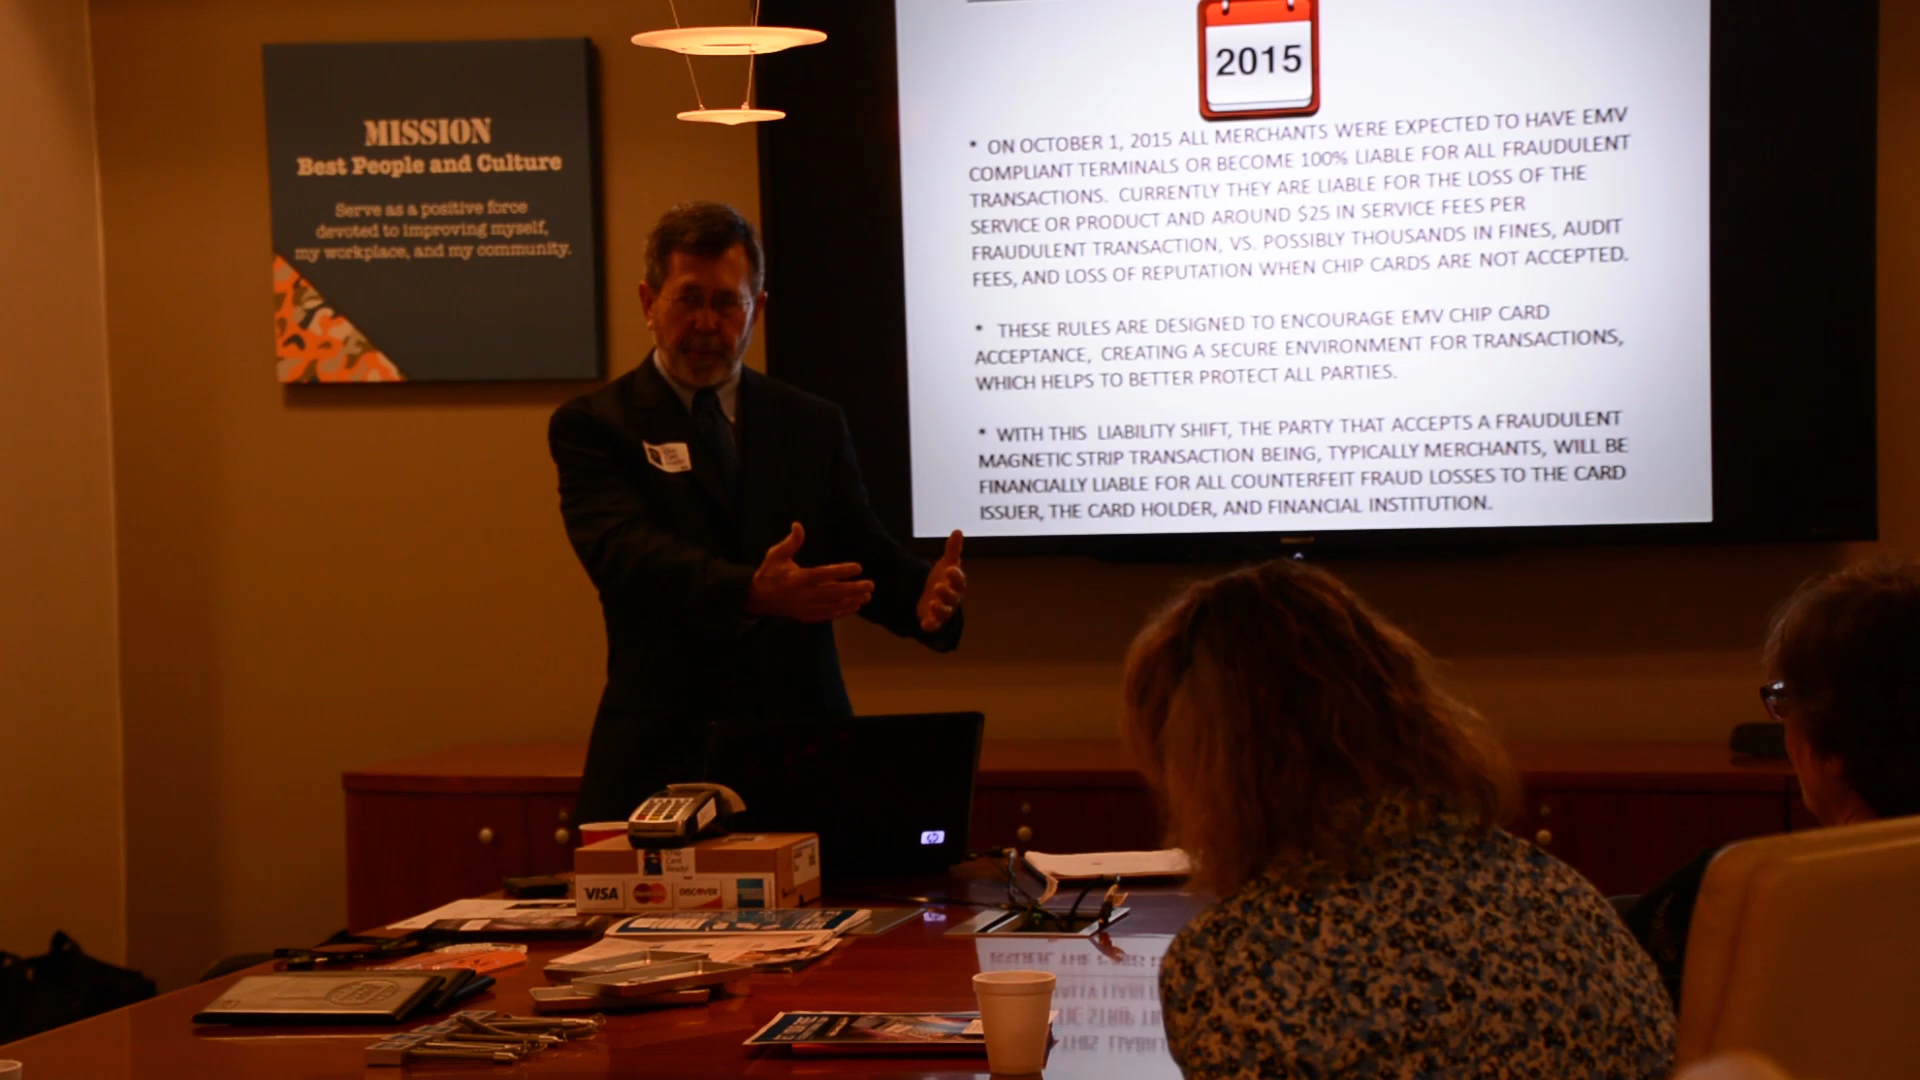 MISSION
Best People and Culture
Serve as a positive force
devoted to improving myself,
my workplace, and my community.
2015
* ON OCTOBER 1, 2015 ALL MERCHANTS WERE EXPECTED TO HAVE EMV
COMPLIANT TERMINALS OR BECOME 100% LIABLE FOR ALL FRAUDULENT
TRANSACTIONS. CURRENTLY THEY ARE LIABLE FOR THE LOSS OF THE
SERVICE OR PRODUCT AND AROUND $25 IN SERVICE FEES PER
FRAUDULENT TRANSACTION, VS. POSSIBLY THOUSANDS IN FINES, AUDIT
FEES, AND LOSS OF REPUTATION WHEN CHIP CARDS ARE NOT ACCEPTED.
* THESE RULES ARE DESIGNED TO ENCOURAGE EMV CHIP CARD
ACCEPTANCE, CREATING A SECURE ENVIRONMENT FOR TRANSACTIONS,
WHICH HELPS TO BETTER PROTECT ALL PARTIES.
* WITH THIS LIABILITY SHIFT, THE PARTY THAT ACCEPTS A FRAUDULENT
MAGNETIC STRIP TRANSACTION BEING, TYPICALLY MERCHANTS, WILL BE
FINANCIALLY LIABLE FOR ALL COUNTERFEIT FRAUD LOSSES TO THE CARD
ISSUER, THE CARD HOLDER, AND FINANCIAL INSTITUTION.
hp
Card
Ready
VISA
DISCOVER